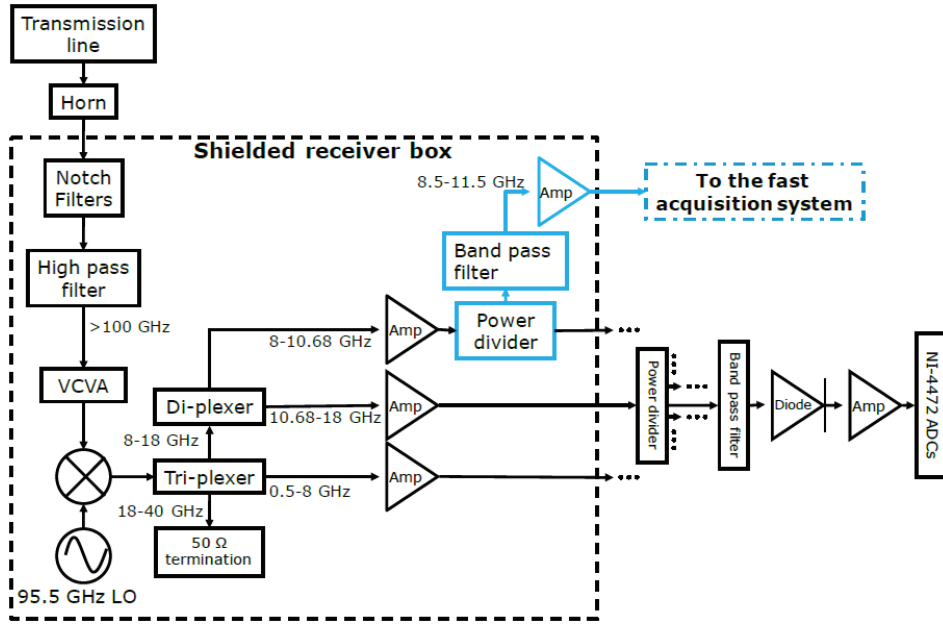 Transmission
line
Horn
Shielded receiver box
Notch
Filters
High pass
filter
>100 GHz
VCVA
95.5 GHz LO
Tri-plexer
18-40 GHz
50 Ω
termination
8-18 GHz
Di-plexer
8-10.68 GHz
10.68-18 GHz
0.5-8 GHz
Amp
Amp
Amp
Power
divider
Band pass
filter
8.5-11.5 GHz
Amp
To the fast
acquisition system
Power divider
Band pass filter
Diode
Amp
NI-4472 ADCs